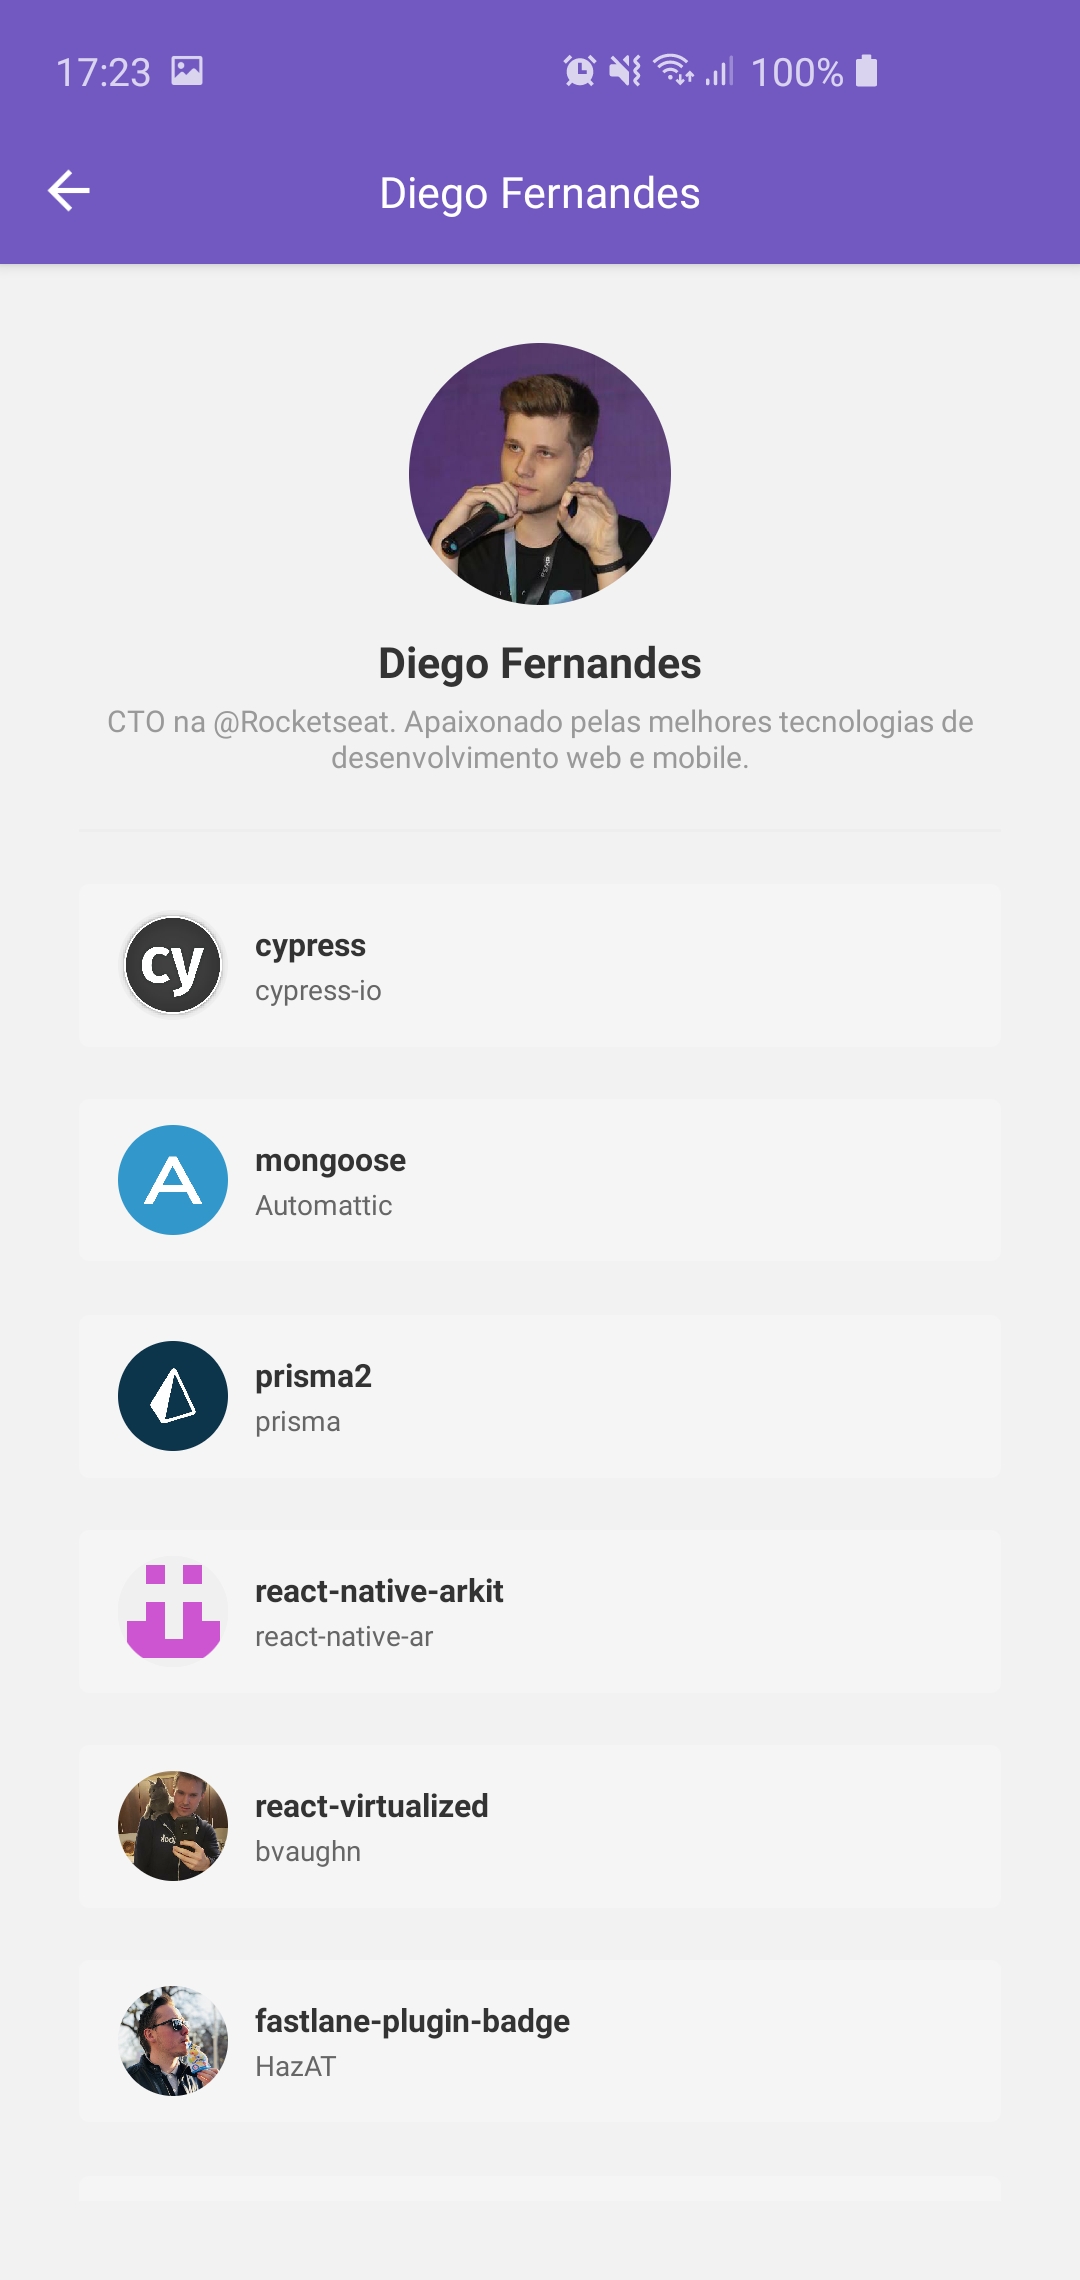 17:23 100%
Diego Fernandes
Diego Fernandes
CTO na @Rocketseat. Apaixonado pelas melhores tecnologias de
desenvolvimento web e mobile.
cy
cypress
cypress-io
mongoose
Automattic
prisma2
prisma
react-native-arkit
react-native-ar
react-virtualized
bvaughn
fastlane-plugin-badge
HazAT